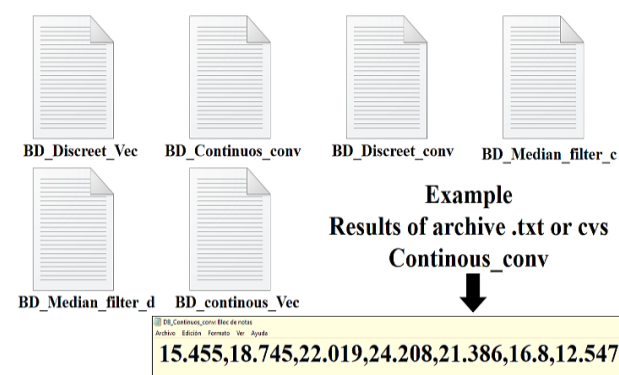 BD_Discreet_Vec
BD_Continuos_conv
BD_Discreet_conv
BD_Median_filter_c
BD_Median_filter_d
BD_continous_Vec
Example
Results of archive .txt or cvs
Continous_conv
DB_Continuos_conv: Bloc de notas
Archivo Edición Formato Ver Ayuda
15.455,18.745,22.019,24.208,21.386,16.8,12.547